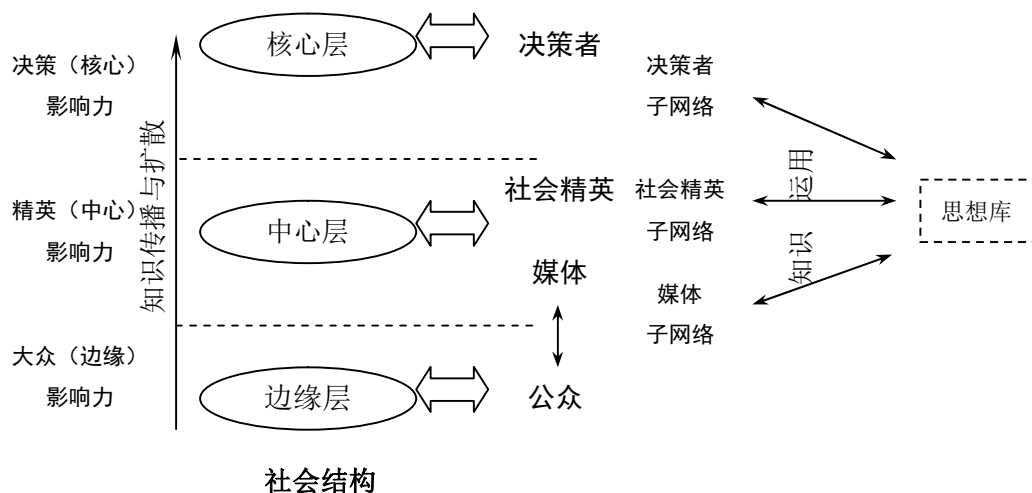 核心层
决策者
决策（核心）
影响力
决策者
子网络
知识传播与扩散
社会精英
社会精英
子网络
知识 运用
思想库
精英（中心）
影响力
中心层
媒体
媒体
子网络
大众（边缘）
影响力
边缘层
公众
社会结构